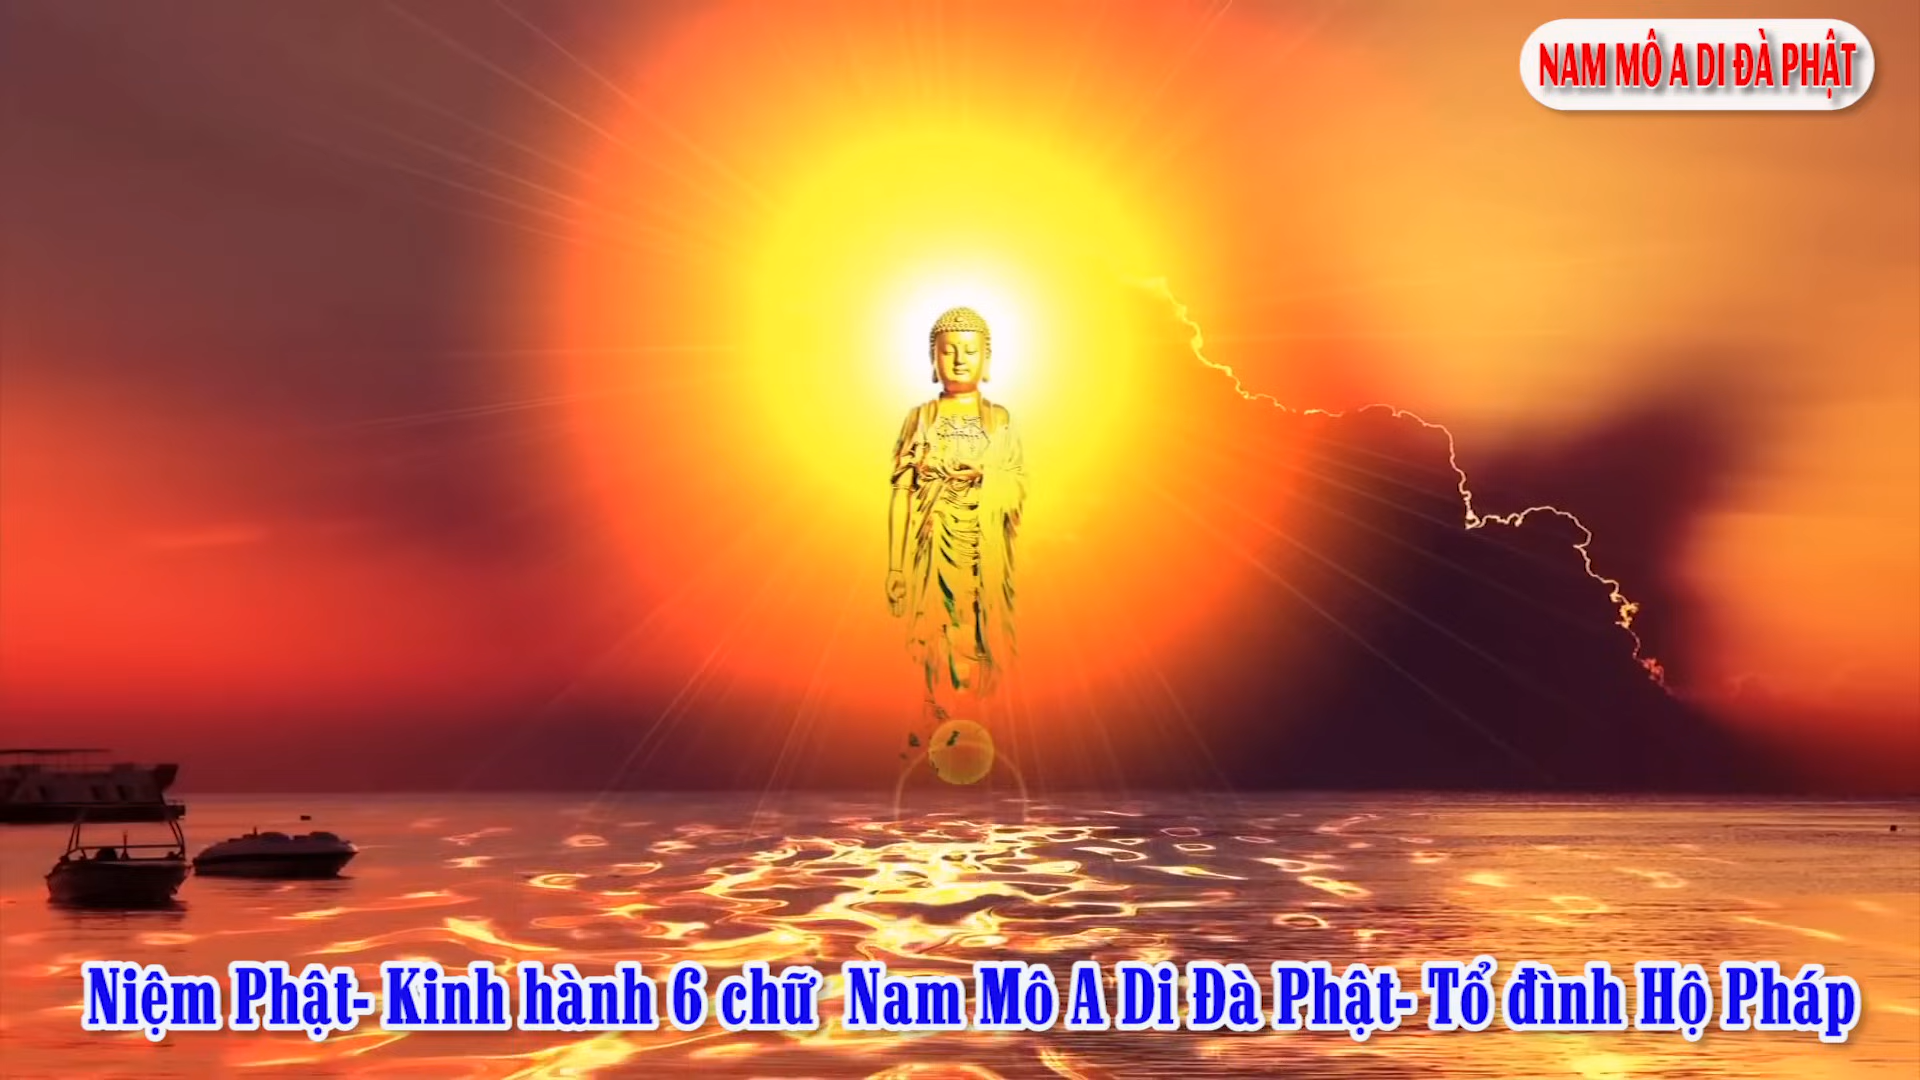 NAM MÔ A DI ĐÀ PHẬT
Niệm Phật- Kinh hành 6 chữ Nam Mô A Di Đà Phật- Tổ đình Hộ Pháp